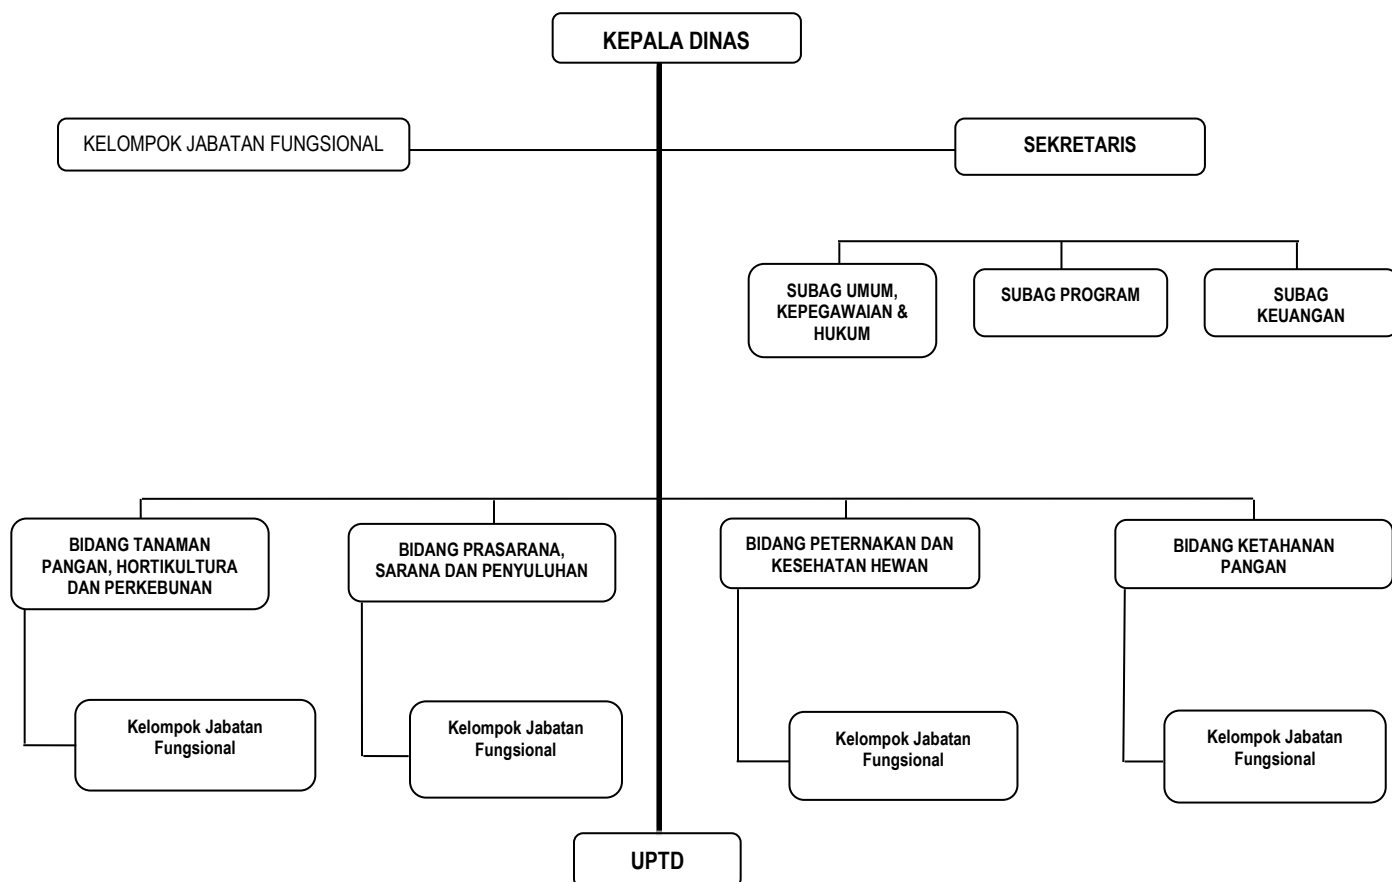 KEPALA DINAS
KELOMPOK JABATAN FUNGSIONAL
SEKRETARIS
SUBAG UMUM,
KEPEGAWAIAN &
HUKUM
SUBAG PROGRAM
SUBAG
KEUANGAN
BIDANG TANAMAN
PANGAN, HORTIKULTURA
DAN PERKEBUNAN
BIDANG PRASARANA,
SARANA DAN PENYULUHAN
BIDANG PETERNAKAN DAN
KESEHATAN HEWAN
BIDANG KETAHANAN
PANGAN
Kelompok Jabatan
Fungsional
Kelompok Jabatan
Fungsional
Kelompok Jabatan
Fungsional
Kelompok Jabatan
Fungsional
UPTD